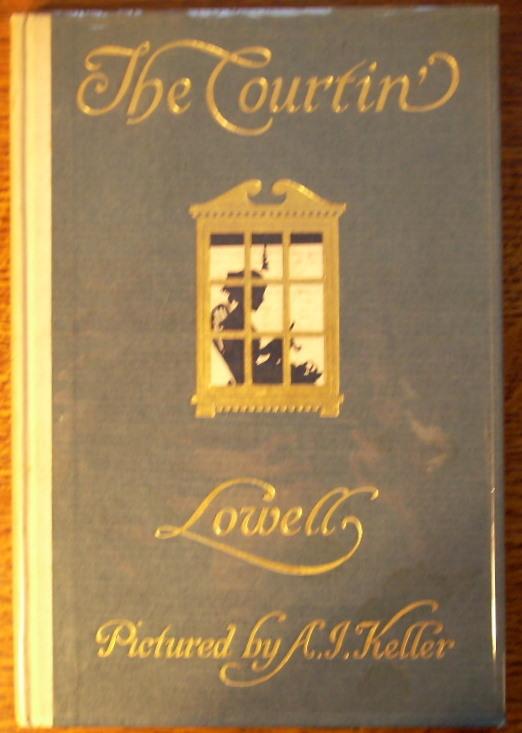 The Courtin'
Lowell
Pictured by A.I. Keller